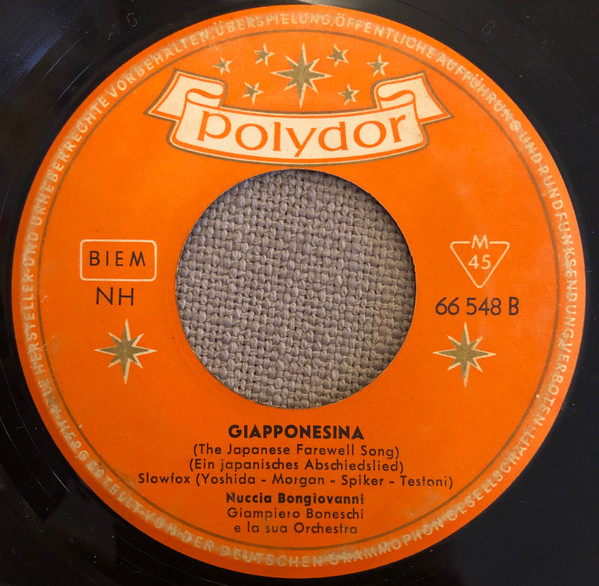 ALLE HERSTELLER- UND URHEBERRECHTE VORBEHALTEN, ÜBERSPIELUNG, ÖFFENTLICHE AUFFÜHRUNG UND RUNDFUNKSENDUNG VERBOTEN
polydor
BIEM
NH
M
45
66 548 B
GIAPPONESINA
(The Japanese Farewell Song)
(Ein japanisches Abschiedslied)
Slowfox (Yoshida - Morgan - Spiker - Testoni)
Nuccia Bongiovanni
Giampiero Boneschi
e la sua Orchestra
HERGESTELLT VON DER DEUTSCHEN GRAMMOPHON GESELLSCHAFT